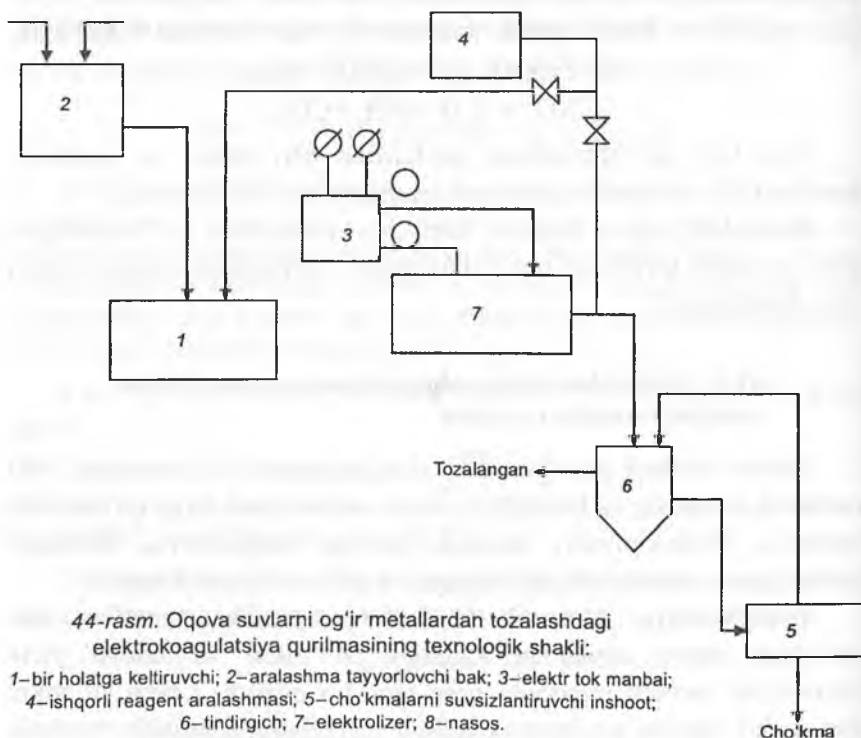 4
2
3
1
7
Tozalangan
6
5
44-rasm. Oqova suvlarni og'ir metallardan tozalashdagi
elektrokoagulatsiya qurilmasining texnologik shakli:
1–bir holatga keltiruvchi; 2–aralashma tayyorlovchi bak; 3–elektr tok manbai;
4–ishqorli reagent aralashmasi; 5–cho'kmalarni suvsizlantiruvchi inshoot;
6–tindirgich; 7–elektrolizer; 8–nasos.
Cho'kma